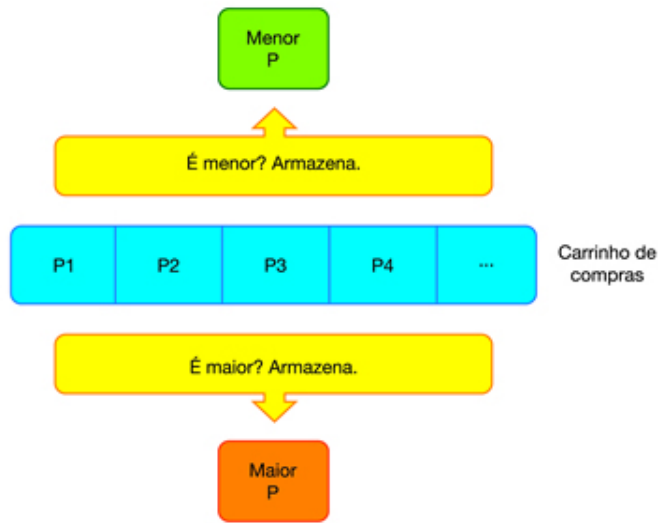 Menor
P
É menor? Armazena.
P1
P2
P3
P4
...
Carrinho de
compras
É maior? Armazena.
Maior
P